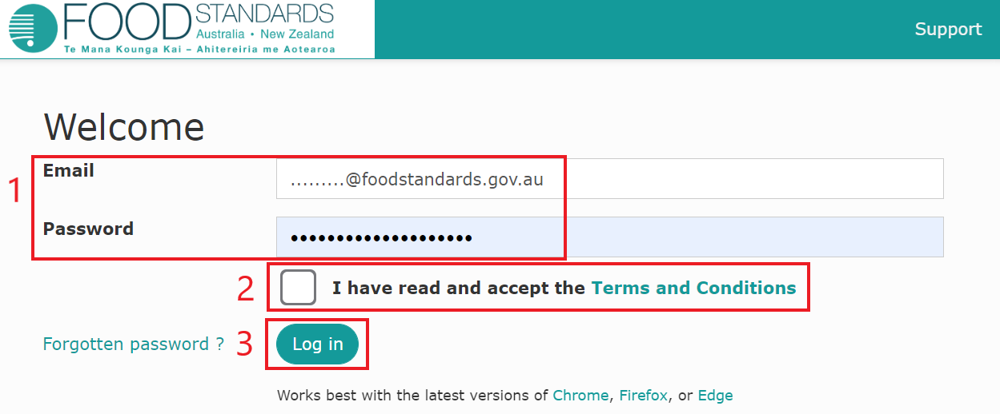 FOOD STANDARDS
Australia • New Zealand
Te Mana Kounga Kai – Ahitereiria me Aotearoa
Support
Welcome
1
Email
.........@foodstandards.gov.au
Password
••••••••••••••••••••
2
I have read and accept the Terms and Conditions
Forgotten password ?
3
Log in
Works best with the latest versions of Chrome, Firefox, or Edge